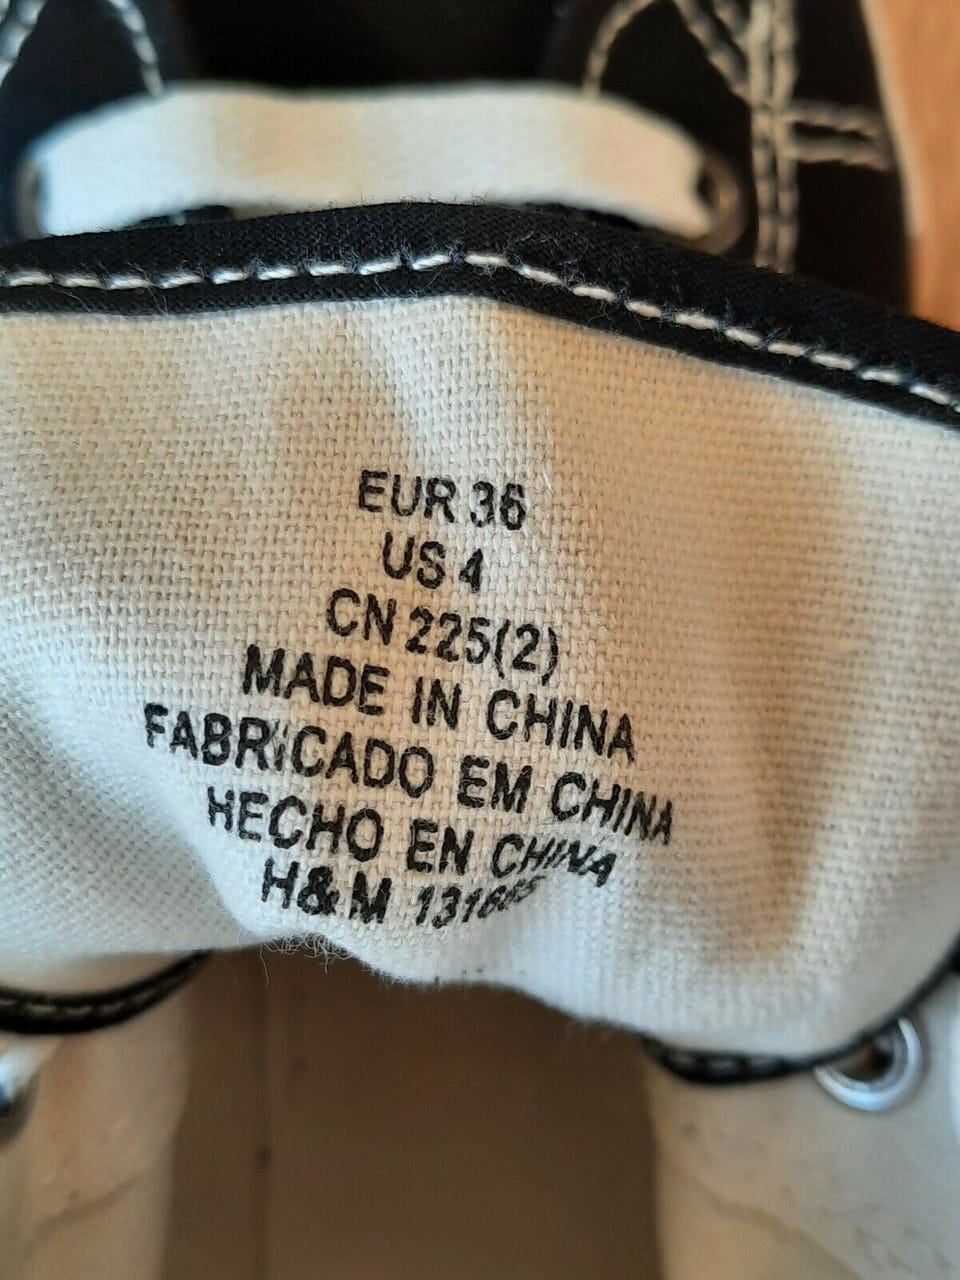 EUR 36
US 4
CN 225(2)
MADE IN CHINA
FABRICADO EM CHINA
HECHO EN CHINA
H&M